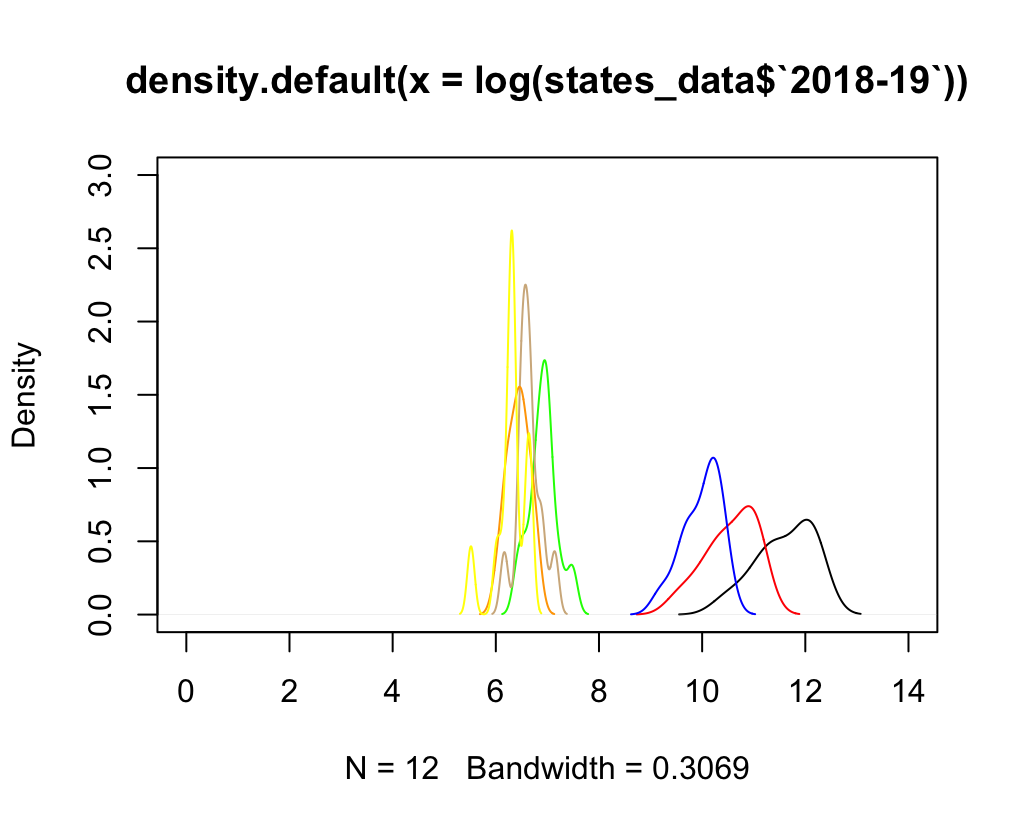 density.default(x = log(states_data$`2018-19`))
3.0
2.5
2.0
1.5
1.0
0.5
0.0
Density
0 2 4 6 8 10 12 14
N = 12 Bandwidth = 0.3069